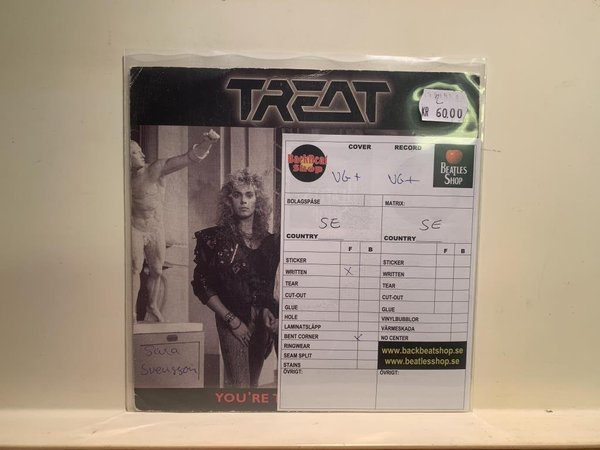 TREAT
KR 60.00
COVER RECORD
BackBeat Shop
BEATLES SHOP
VG+ VG+
BOLAGSPÅSE MATRIX:
SE SE
COUNTRY COUNTRY
F B F B
STICKER STICKER
WRITTEN X WRITTEN
TEAR TEAR
CUT-OUT CUT-OUT
GLUE GLUE
HOLE VINYLBUBBLOR
LAMINATSLÄPP VÄRMESKADA
BENT CORNER X NO CENTER
RINGWEAR
SEAM SPLIT
STAINS
www.backbeatshop.se
www.beatlesshop.se
ÖVRIGT: ÖVRIGT:
Sara
Svensson
YOU'RE T